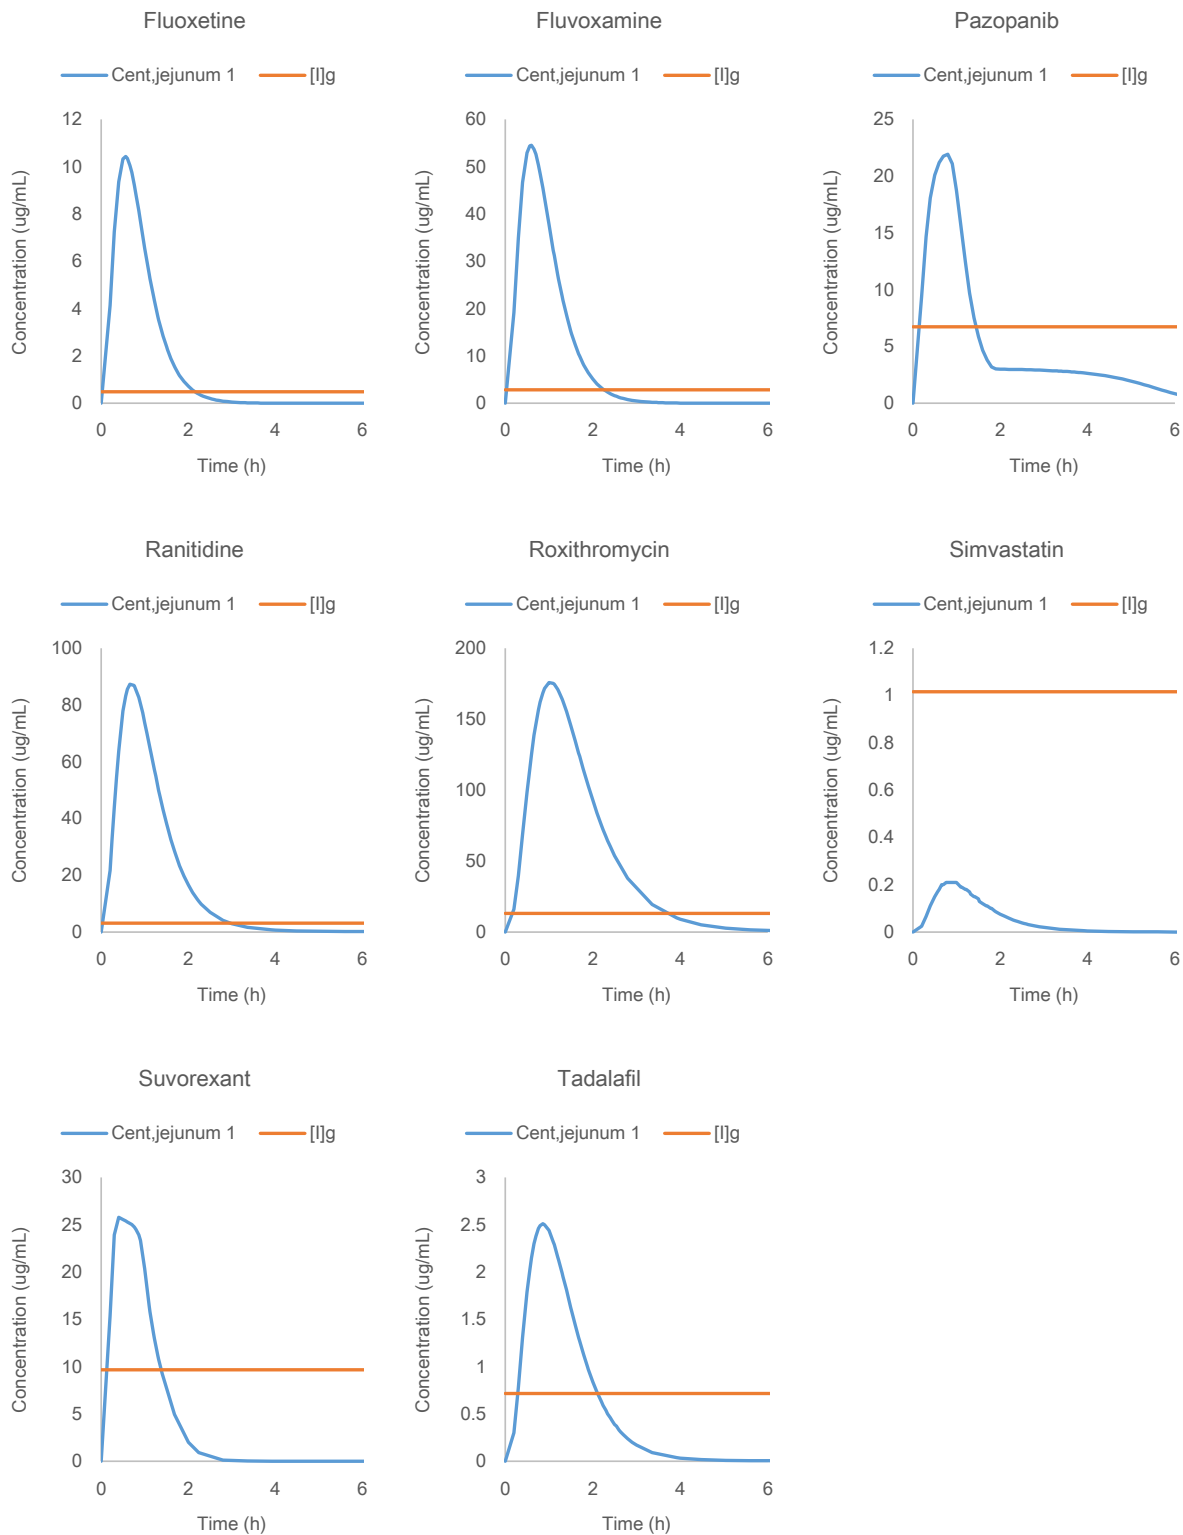 Fluoxetine Fluvoxamine Pazopanib
Cent,jejunum 1 [I]g Cent,jejunum 1 [I]g Cent,jejunum 1 [I]g
Concentration (ug/mL)
12
10
8
6
4
2
0
0 2 4 6
Time (h)
Concentration (ug/mL)
60
50
40
30
20
10
0
0 2 4 6
Time (h)
Concentration (ug/mL)
25
20
15
10
5
0
0 2 4 6
Time (h)
Ranitidine Roxithromycin Simvastatin
Cent,jejunum 1 [I]g Cent,jejunum 1 [I]g Cent,jejunum 1 [I]g
Concentration (ug/mL)
100
80
60
40
20
0
0 2 4 6
Time (h)
Concentration (ug/mL)
200
150
100
50
0
0 2 4 6
Time (h)
Concentration (ug/mL)
1.2
1
0.8
0.6
0.4
0.2
0
0 2 4 6
Time (h)
Suvorexant Tadalafil
Cent,jejunum 1 [I]g Cent,jejunum 1 [I]g
Concentration (ug/mL)
30
25
20
15
10
5
0
0 2 4 6
Time (h)
Concentration (ug/mL)
3
2.5
2
1.5
1
0.5
0
0 2 4 6
Time (h)